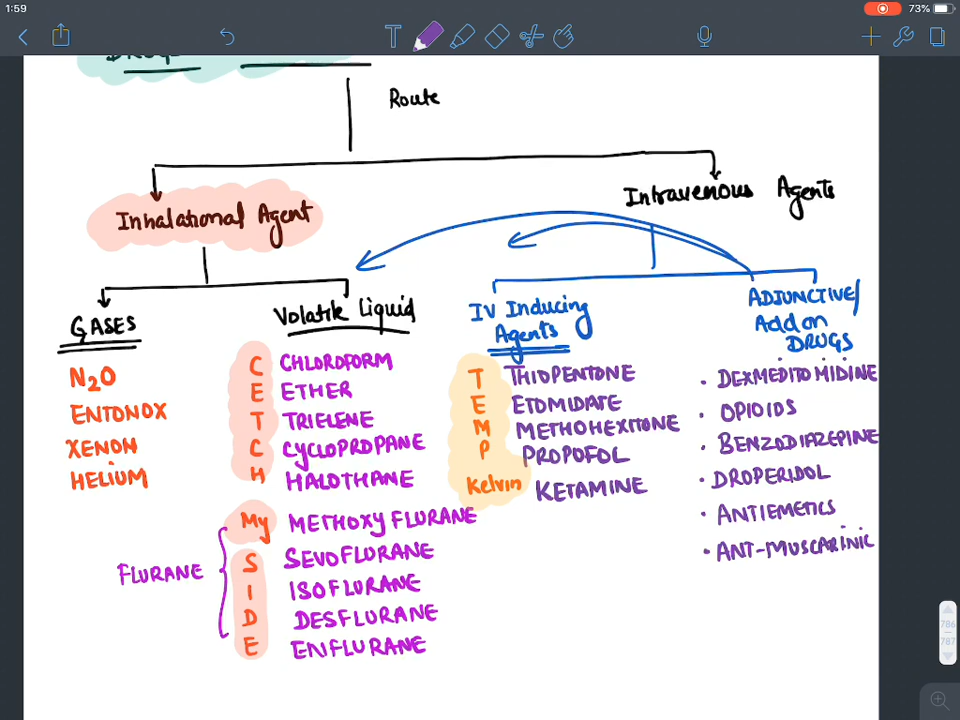 1:59
73%
Route
Inhalational Agent
Intravenous Agents
GASES
N2O
ENTONOX
XENON
HELIUM
Volatile Liquid
C CHLOROFORM
E ETHER
T TRIELENE
C CYCLOPROPANE
H HALOTHANE
My METHOXY FLURANE
FLURANE
S SEVOFLURANE
I ISOFLURANE
D DESFLURANE
E ENFLURANE
IV Inducing
Agents
T THIOPENTONE
E ETOMIDATE
M METHOHEXITONE
P PROPOFOL
Kelvin KETAMINE
ADJUNCTIVE/
Add on
DRUGS
• DEXMEDITOMIDINE
• OPIOIDS
• BENZODIAZEPINE
• DROPERIDOL
• ANTIEMETICS
• ANT-MUSCARINIC
786
787